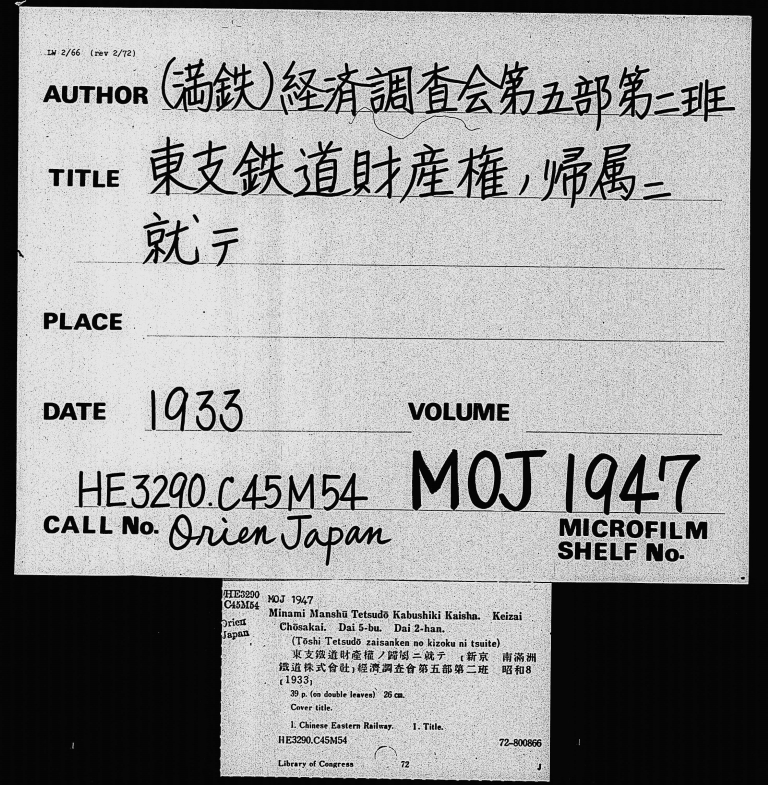 LW 2/66 (rev 2/72)
AUTHOR (満鉄)経済調査会第五部第二班
TITLE 東支鉄道財産権ノ帰属ニ
就テ
PLACE
DATE 1933 VOLUME
HE3290.C45M54 MOJ 1947
CALL No. Orien Japan MICROFILM
SHELF No.
HE3290 MOJ 1947
C45M54 Minami Manshū Tetsudō Kabushiki Kaisha. Keizai
Orien Chōsakai. Dai 5-bu. Dai 2-han.
Japan (Tōshi Tetsudō zaisanken no kizoku ni tsuite)
東支鐵道財產權ノ歸屬ニ就テ [新京 南滿洲
鐵道株式會社]經濟調査會第五部第二班 昭和8
[1933]
39 p. (on double leaves) 26 cm.
Cover title.
1. Chinese Eastern Railway. I. Title.
HE3290.C45M54 72-800866
Library of Congress 72 J